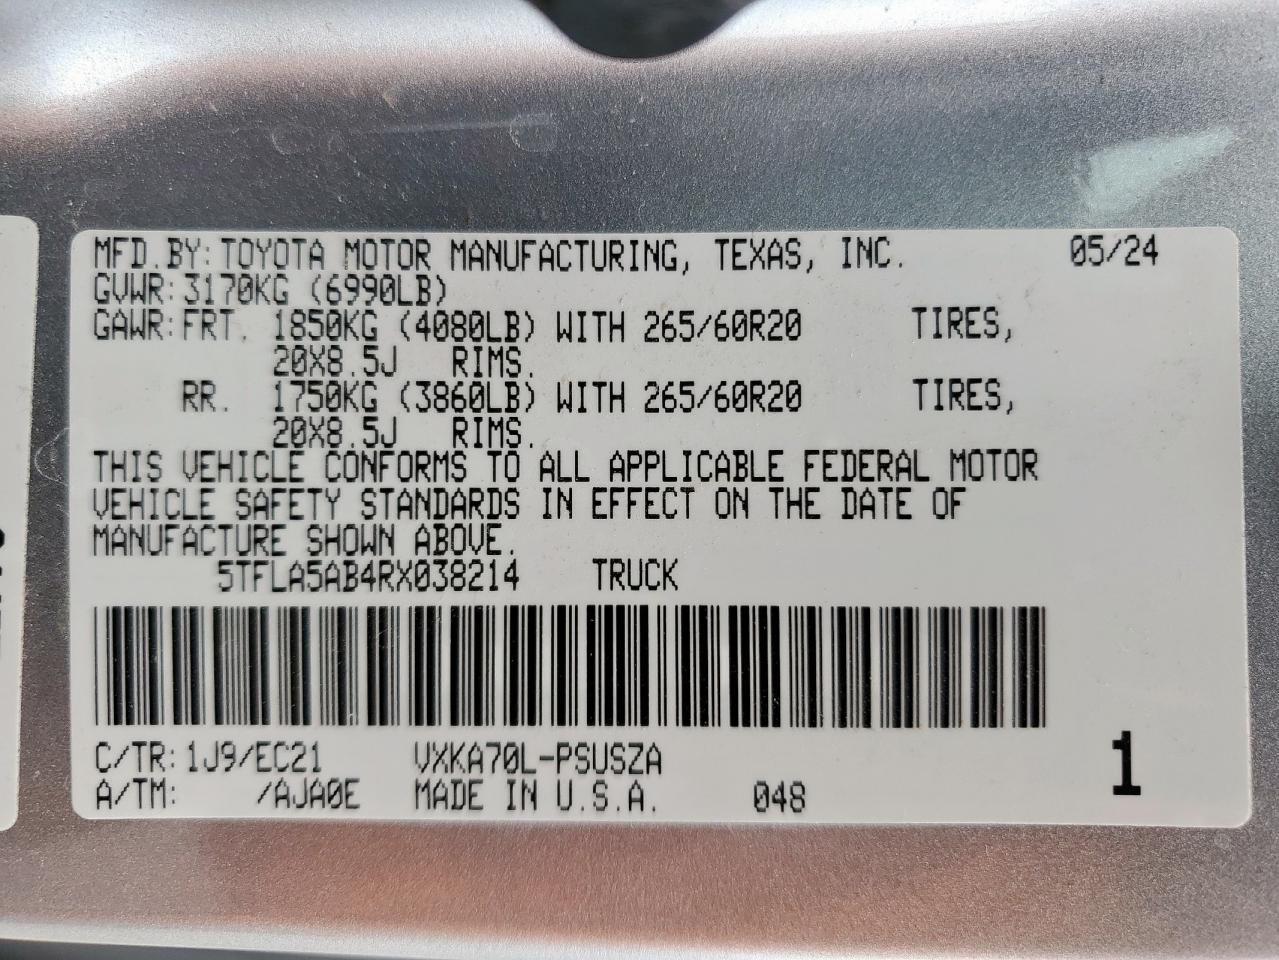 MFD.BY: TOYOTA MOTOR MANUFACTURING, TEXAS, INC. 05/24
GVWR: 3170KG (6990LB)
GAWR: FRT. 1850KG (4080LB) WITH 265/60R20 TIRES,
20X8.5J RIMS.
RR. 1750KG (3860LB) WITH 265/60R20 TIRES,
20X8.5J RIMS.
THIS VEHICLE CONFORMS TO ALL APPLICABLE FEDERAL MOTOR
VEHICLE SAFETY STANDARDS IN EFFECT ON THE DATE OF
MANUFACTURE SHOWN ABOVE.
5TFLA5AB4RX038214 TRUCK
C/TR: 1J9/EC21 VXKA70L-PSUSZA
A/TM: /AJA0E MADE IN U.S.A. 048
1